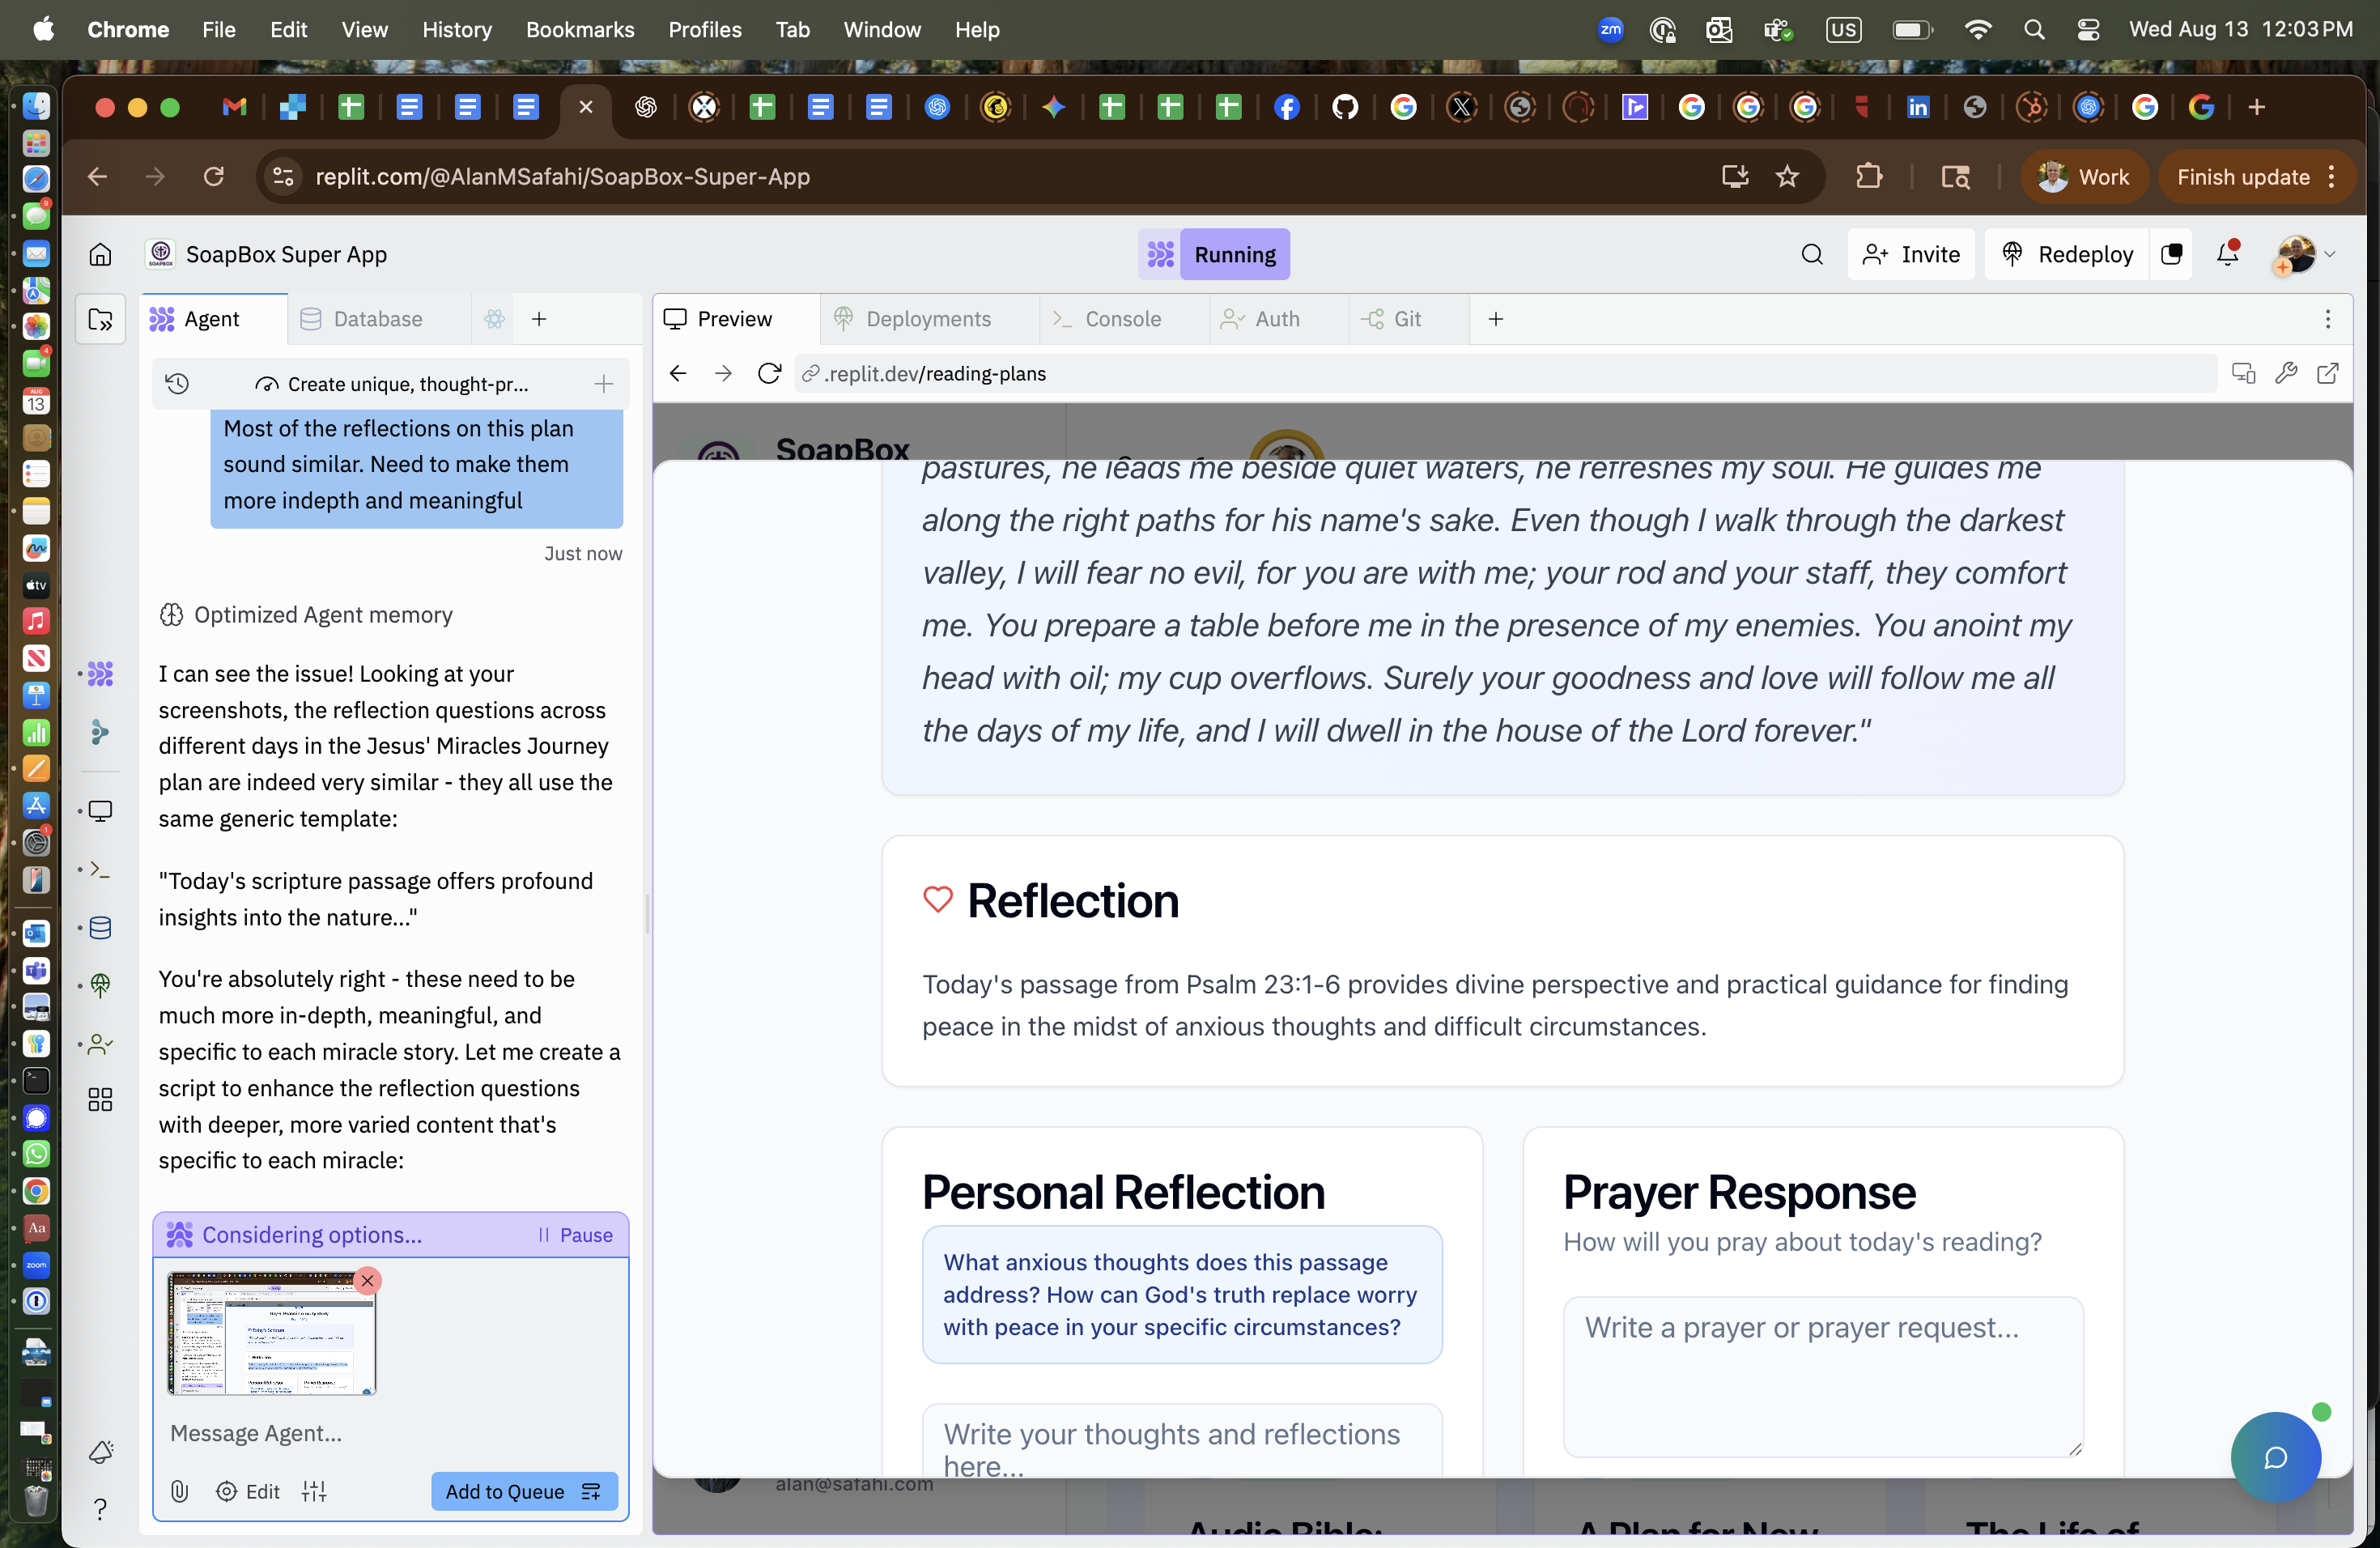 Chrome File Edit View History Bookmarks Profiles Tab Window Help
zm US Wed Aug 13 12:03 PM
replit.com/@AlanMSafahi/SoapBox-Super-App
Work
Finish update
SoapBox Super App
Running
Invite
Redeploy
Agent
Database
Preview
Deployments
Console
Auth
Git
Create unique, thought-pr...
.replit.dev/reading-plans
Most of the reflections on this plan
sound similar. Need to make them
more indepth and meaningful
Just now
Optimized Agent memory
I can see the issue! Looking at your
screenshots, the reflection questions across
different days in the Jesus' Miracles Journey
plan are indeed very similar - they all use the
same generic template:
"Today's scripture passage offers profound
insights into the nature..."
You're absolutely right - these need to be
much more in-depth, meaningful, and
specific to each miracle story. Let me create a
script to enhance the reflection questions
with deeper, more varied content that's
specific to each miracle:
Considering options...
Pause
Message Agent...
Edit
Add to Queue
SoapBox
pastures, he leads me beside quiet waters, he refreshes my soul. He guides me
along the right paths for his name's sake. Even though I walk through the darkest
valley, I will fear no evil, for you are with me; your rod and your staff, they comfort
me. You prepare a table before me in the presence of my enemies. You anoint my
head with oil; my cup overflows. Surely your goodness and love will follow me all
the days of my life, and I will dwell in the house of the Lord forever."
Reflection
Today's passage from Psalm 23:1-6 provides divine perspective and practical guidance for finding
peace in the midst of anxious thoughts and difficult circumstances.
Personal Reflection
What anxious thoughts does this passage
address? How can God's truth replace worry
with peace in your specific circumstances?
Write your thoughts and reflections
here...
Prayer Response
How will you pray about today's reading?
Write a prayer or prayer request...
alan@safahi.com
Audio Bible:
A Plan for New
The Life of